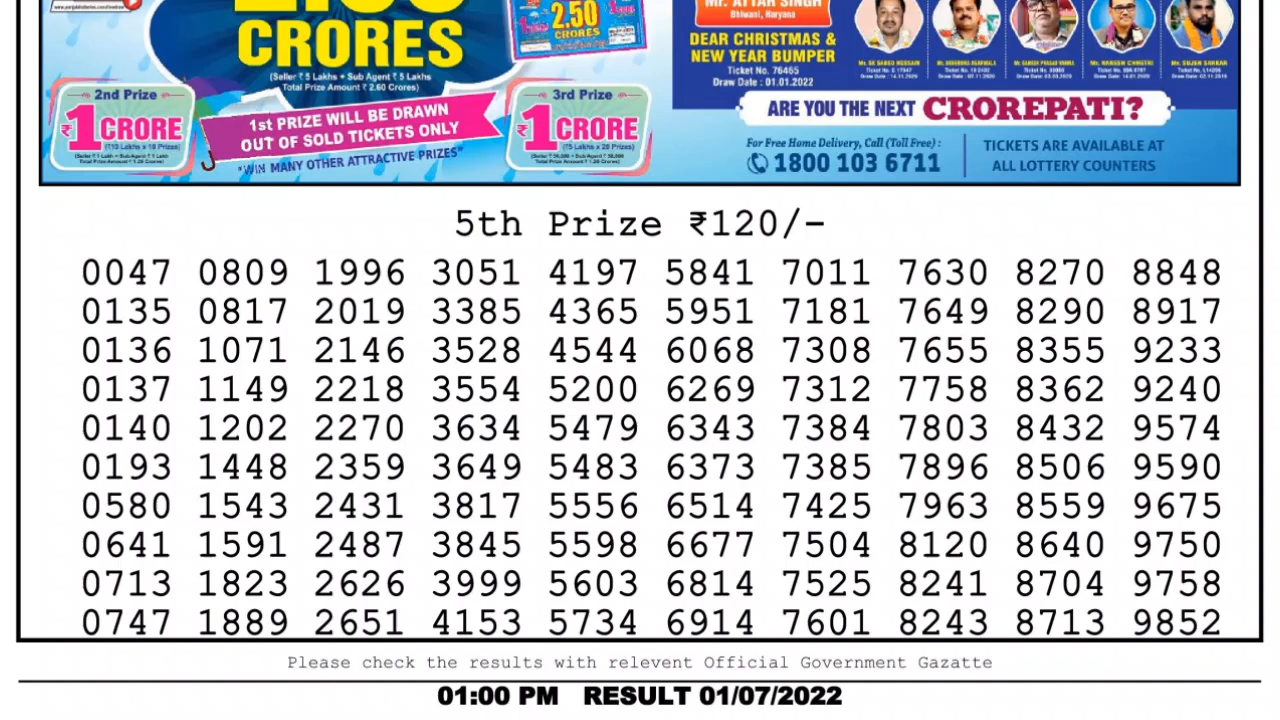 CRORES
(Seller ₹ 5 Lakhs + Sub Agent ₹ 5 Lakhs
Total Prize Amount ₹ 2.60 Crores)
2nd Prize
₹1 CRORE
(₹10 Lakhs x 10 Prizes)
1st PRIZE WILL BE DRAWN
OUT OF SOLD TICKETS ONLY
"WIN MANY OTHER ATTRACTIVE PRIZES"
3rd Prize
₹1 CRORE
(₹5 Lakhs x 20 Prizes)
2.50
CRORES
Mr. ATTAR SINGH
Bhiwani, Haryana
DEAR CHRISTMAS &
NEW YEAR BUMPER
Ticket No. 76465
Draw Date : 01.01.2022
ARE YOU THE NEXT CROREPATI?
For Free Home Delivery, Call (Toll Free) :
1800 103 6711
TICKETS ARE AVAILABLE AT
ALL LOTTERY COUNTERS
5th Prize ₹120/-
0047 0809 1996 3051 4197 5841 7011 7630 8270 8848
0135 0817 2019 3385 4365 5951 7181 7649 8290 8917
0136 1071 2146 3528 4544 6068 7308 7655 8355 9233
0137 1149 2218 3554 5200 6269 7312 7758 8362 9240
0140 1202 2270 3634 5479 6343 7384 7803 8432 9574
0193 1448 2359 3649 5483 6373 7385 7896 8506 9590
0580 1543 2431 3817 5556 6514 7425 7963 8559 9675
0641 1591 2487 3845 5598 6677 7504 8120 8640 9750
0713 1823 2626 3999 5603 6814 7525 8241 8704 9758
0747 1889 2651 4153 5734 6914 7601 8243 8713 9852
Please check the results with relevent Official Government Gazatte
01:00 PM RESULT 01/07/2022